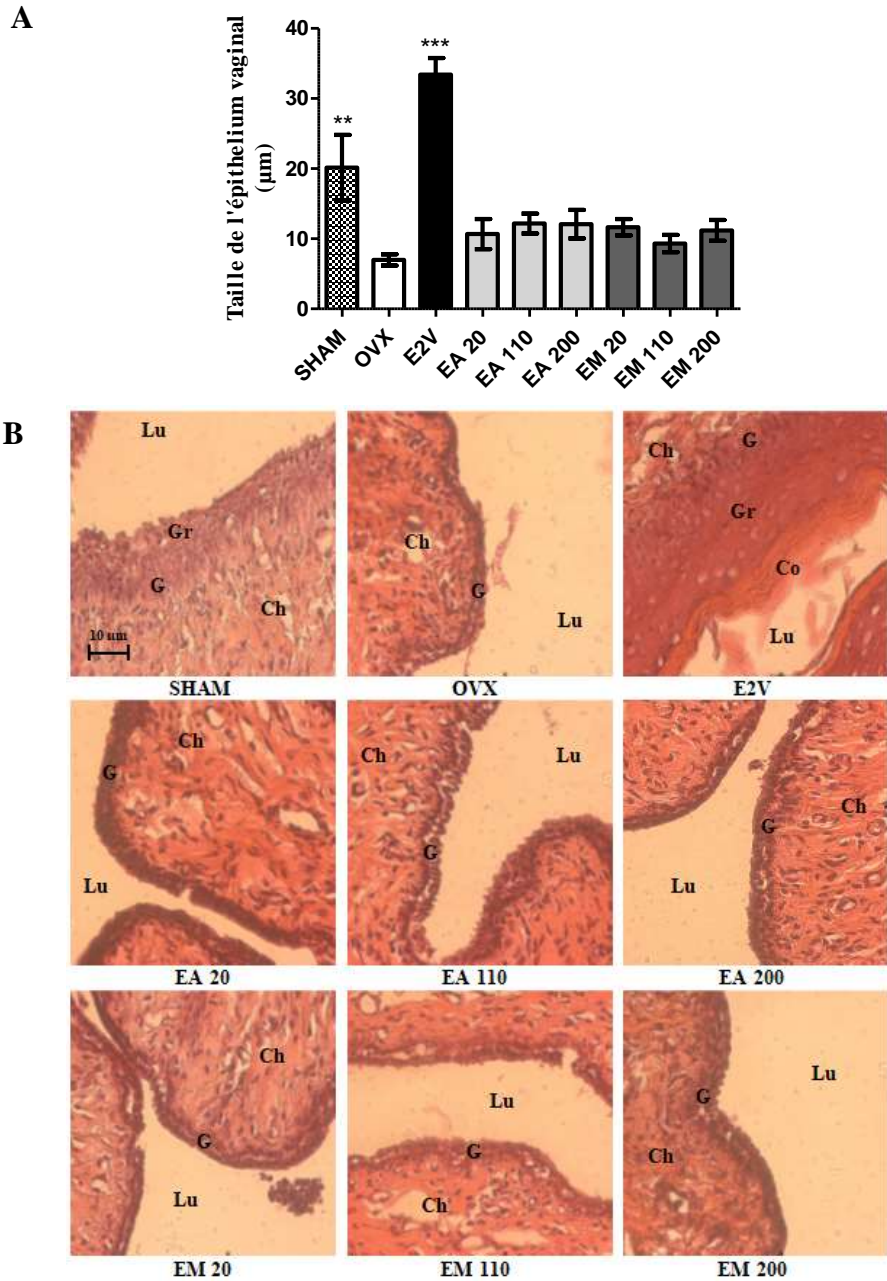 A
Taille de l'épithelium vaginal
(µm)
40
30
20
10
0
**
***
SHAM
OVX
E2V
EA 20
EA 110
EA 200
EM 20
EM 110
EM 200
B
Lu
Gr
G
Ch
10 um
SHAM
Ch
G
Lu
OVX
Ch
G
Gr
Co
Lu
E2V
Ch
G
Lu
EA 20
Ch
Lu
G
EA 110
Ch
G
Lu
EA 200
Ch
G
Lu
EM 20
Lu
G
Ch
EM 110
Lu
G
Ch
EM 200